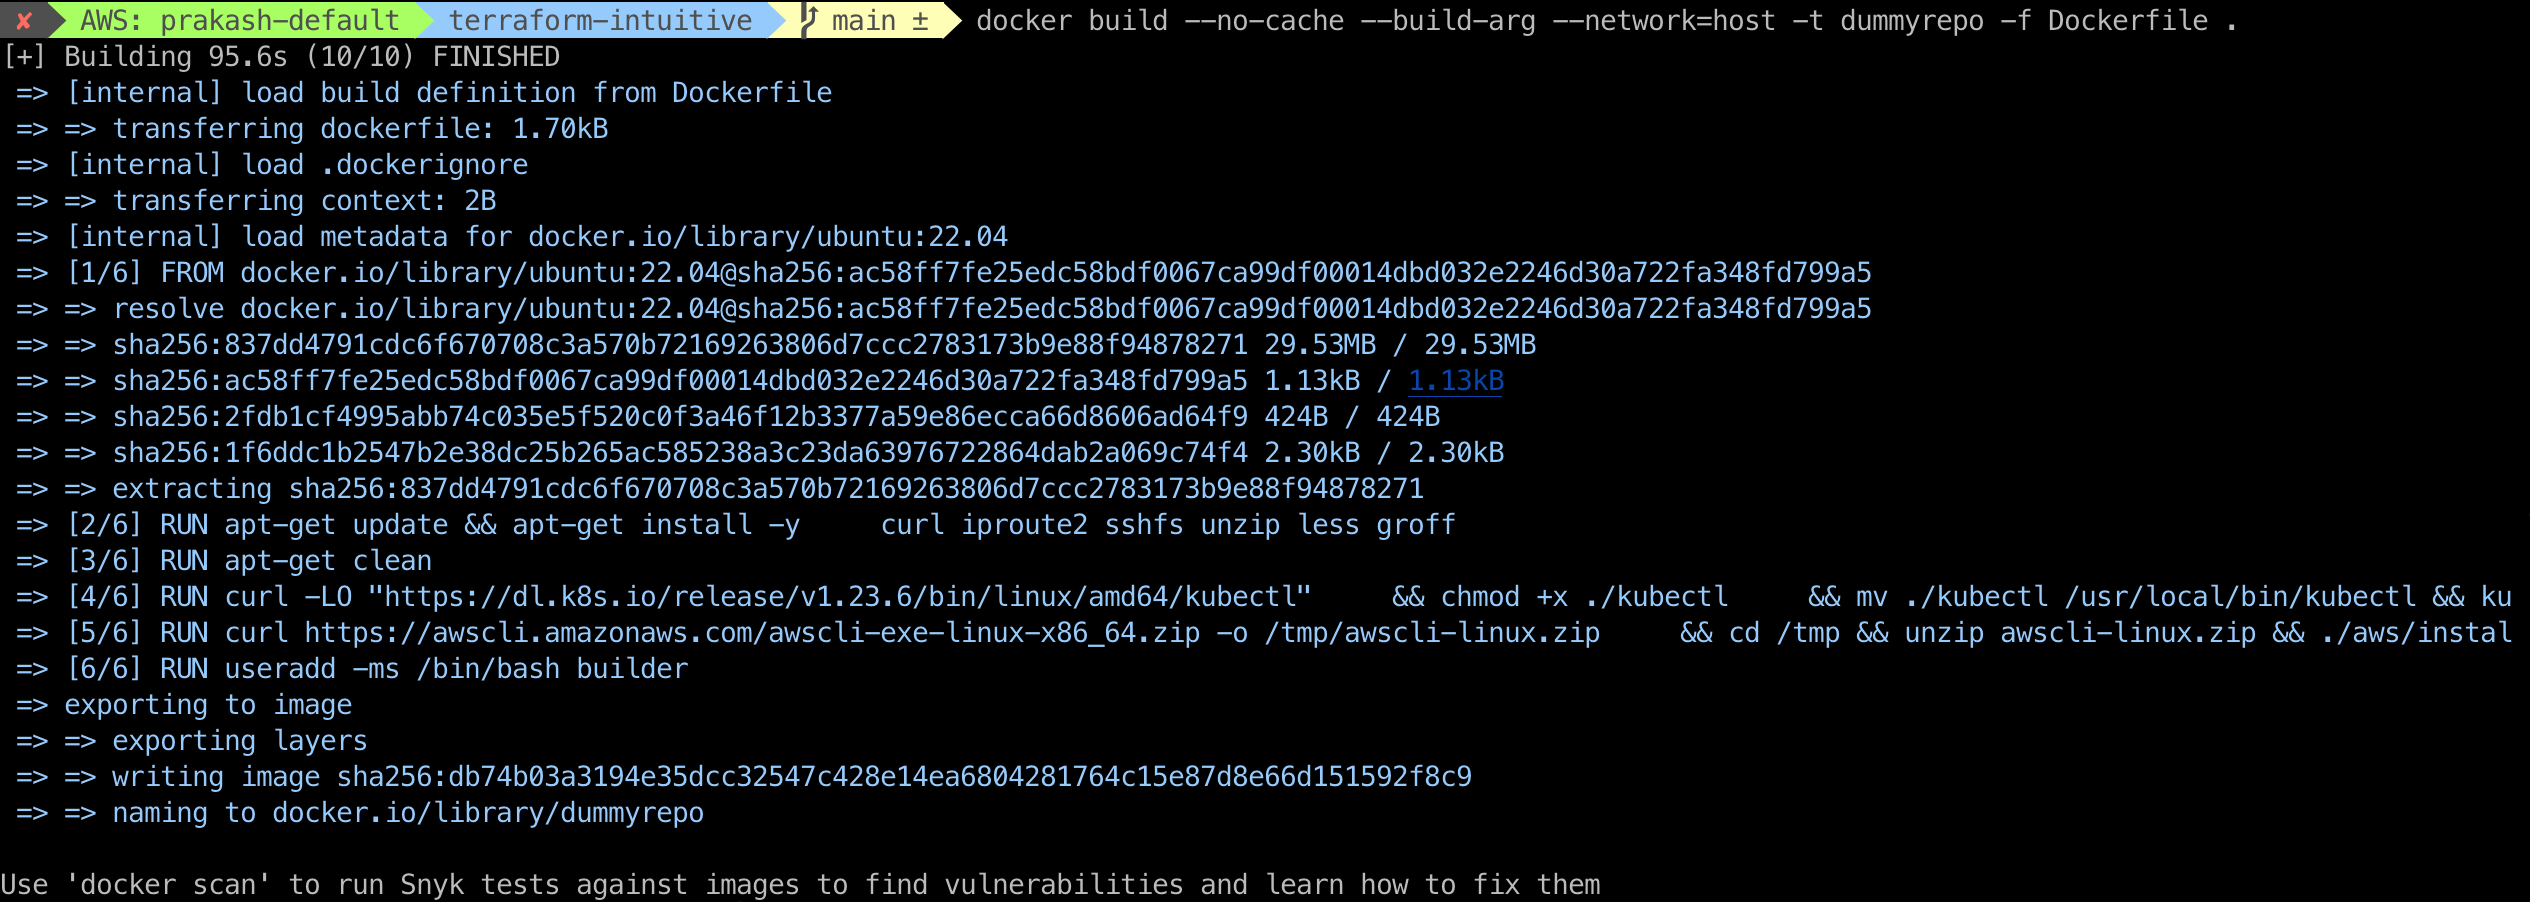 ✘ AWS: prakash-default terraform-intuitive main ± docker build --no-cache --build-arg --network=host -t dummyrepo -f Dockerfile .
[+] Building 95.6s (10/10) FINISHED
=> [internal] load build definition from Dockerfile
=> => transferring dockerfile: 1.70kB
=> [internal] load .dockerignore
=> => transferring context: 2B
=> [internal] load metadata for docker.io/library/ubuntu:22.04
=> [1/6] FROM docker.io/library/ubuntu:22.04@sha256:ac58ff7fe25edc58bdf0067ca99df00014dbd032e2246d30a722fa348fd799a5
=> => resolve docker.io/library/ubuntu:22.04@sha256:ac58ff7fe25edc58bdf0067ca99df00014dbd032e2246d30a722fa348fd799a5
=> => sha256:837dd4791cdc6f670708c3a570b72169263806d7ccc2783173b9e88f94878271 29.53MB / 29.53MB
=> => sha256:ac58ff7fe25edc58bdf0067ca99df00014dbd032e2246d30a722fa348fd799a5 1.13kB / 1.13kB
=> => sha256:2fdb1cf4995abb74c035e5f520c0f3a46f12b3377a59e86ecca66d8606ad64f9 424B / 424B
=> => sha256:1f6ddc1b2547b2e38dc25b265ac585238a3c23da63976722864dab2a069c74f4 2.30kB / 2.30kB
=> => extracting sha256:837dd4791cdc6f670708c3a570b72169263806d7ccc2783173b9e88f94878271
=> [2/6] RUN apt-get update && apt-get install -y     curl iproute2 sshfs unzip less groff
=> [3/6] RUN apt-get clean
=> [4/6] RUN curl -LO "https://dl.k8s.io/release/v1.23.6/bin/linux/amd64/kubectl"     && chmod +x ./kubectl     && mv ./kubectl /usr/local/bin/kubectl && ku
=> [5/6] RUN curl https://awscli.amazonaws.com/awscli-exe-linux-x86_64.zip -o /tmp/awscli-linux.zip     && cd /tmp && unzip awscli-linux.zip && ./aws/instal
=> [6/6] RUN useradd -ms /bin/bash builder
=> exporting to image
=> => exporting layers
=> => writing image sha256:db74b03a3194e35dcc32547c428e14ea6804281764c15e87d8e66d151592f8c9
=> => naming to docker.io/library/dummyrepo
Use 'docker scan' to run Snyk tests against images to find vulnerabilities and learn how to fix them